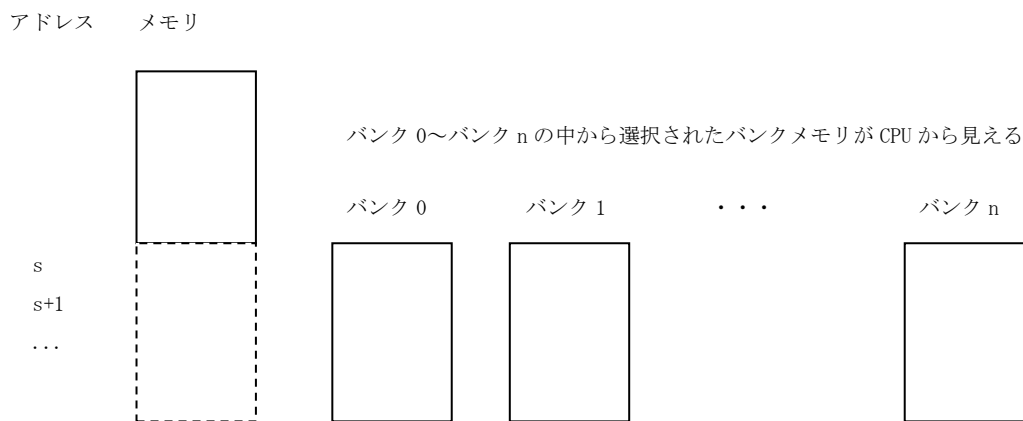 アドレス メモリ
バンク 0～バンク n の中から選択されたバンクメモリが CPU から見える
バンク 0 バンク 1 ・・・ バンク n
s
s+1
...